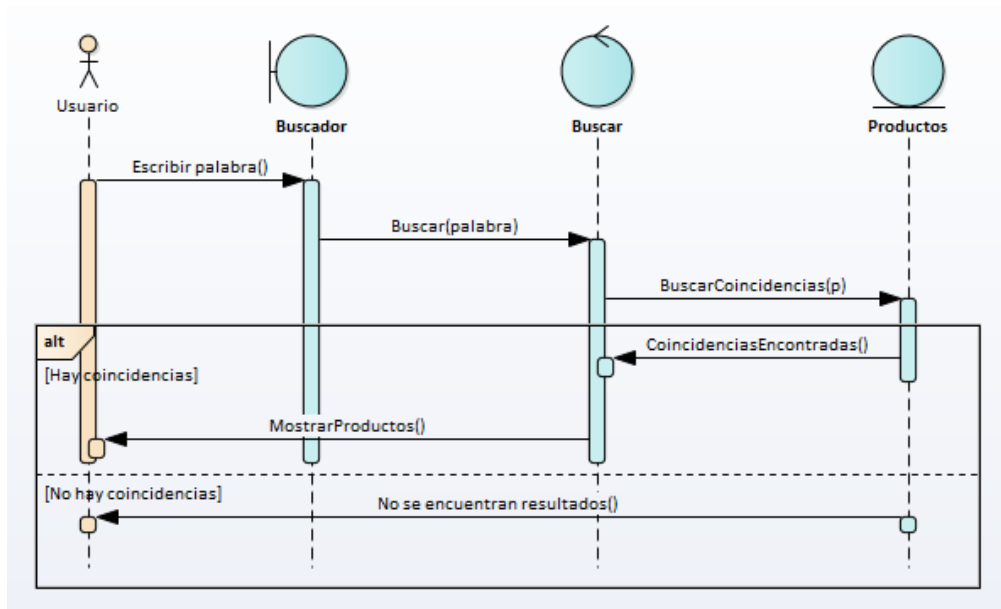 Usuario
Buscador
Buscar
Productos
Escribir palabra()
Buscar(palabra)
BuscarCoincidencias(p)
alt
CoincidenciasEncontradas()
[Hay coincidencias]
MostrarProductos()
[No hay coincidencias]
No se encuentran resultados()